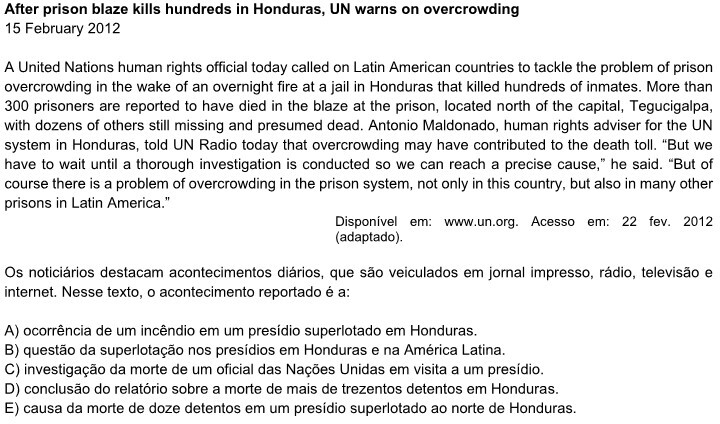 After prison blaze kills hundreds in Honduras, UN warns on overcrowding
15 February 2012
A United Nations human rights official today called on Latin American countries to tackle the problem of prison
overcrowding in the wake of an overnight fire at a jail in Honduras that killed hundreds of inmates. More than
300 prisoners are reported to have died in the blaze at the prison, located north of the capital, Tegucigalpa,
with dozens of others still missing and presumed dead. Antonio Maldonado, human rights adviser for the UN
system in Honduras, told UN Radio today that overcrowding may have contributed to the death toll. “But we
have to wait until a thorough investigation is conducted so we can reach a precise cause,” he said. “But of
course there is a problem of overcrowding in the prison system, not only in this country, but also in many other
prisons in Latin America.”
Disponível em: www.un.org. Acesso em: 22 fev. 2012
(adaptado).
Os noticiários destacam acontecimentos diários, que são veiculados em jornal impresso, rádio, televisão e
internet. Nesse texto, o acontecimento reportado é a:
A) ocorrência de um incêndio em um presídio superlotado em Honduras.
B) questão da superlotação nos presídios em Honduras e na América Latina.
C) investigação da morte de um oficial das Nações Unidas em visita a um presídio.
D) conclusão do relatório sobre a morte de mais de trezentos detentos em Honduras.
E) causa da morte de doze detentos em um presídio superlotado ao norte de Honduras.